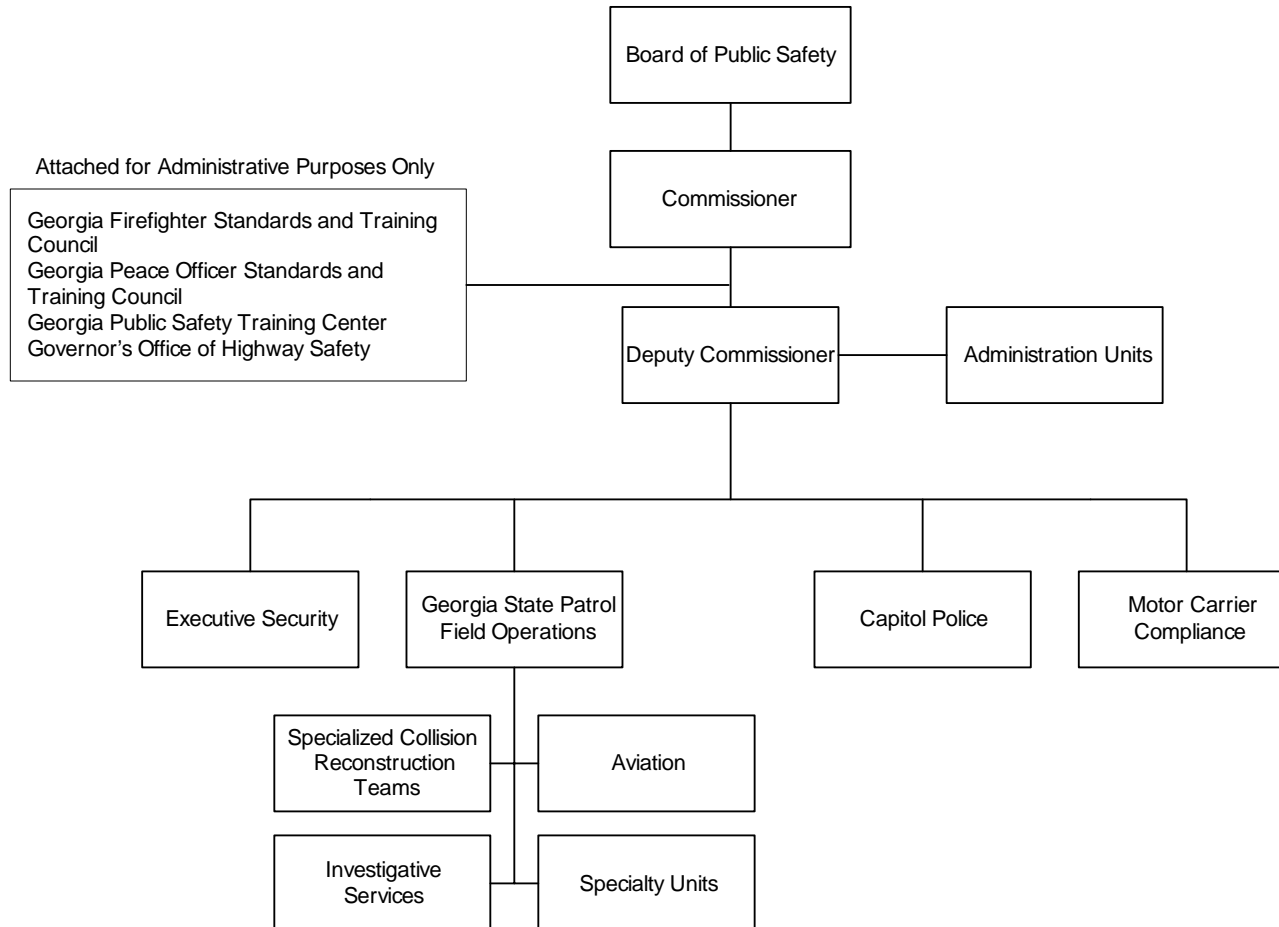 Board of Public Safety
Attached for Administrative Purposes Only
Commissioner
Georgia Firefighter Standards and Training
Council
Georgia Peace Officer Standards and
Training Council
Georgia Public Safety Training Center
Governor’s Office of Highway Safety
Deputy Commissioner
Administration Units
Executive Security
Georgia State Patrol
Field Operations
Capitol Police
Motor Carrier
Compliance
Specialized Collision
Reconstruction
Teams
Aviation
Investigative
Services
Specialty Units